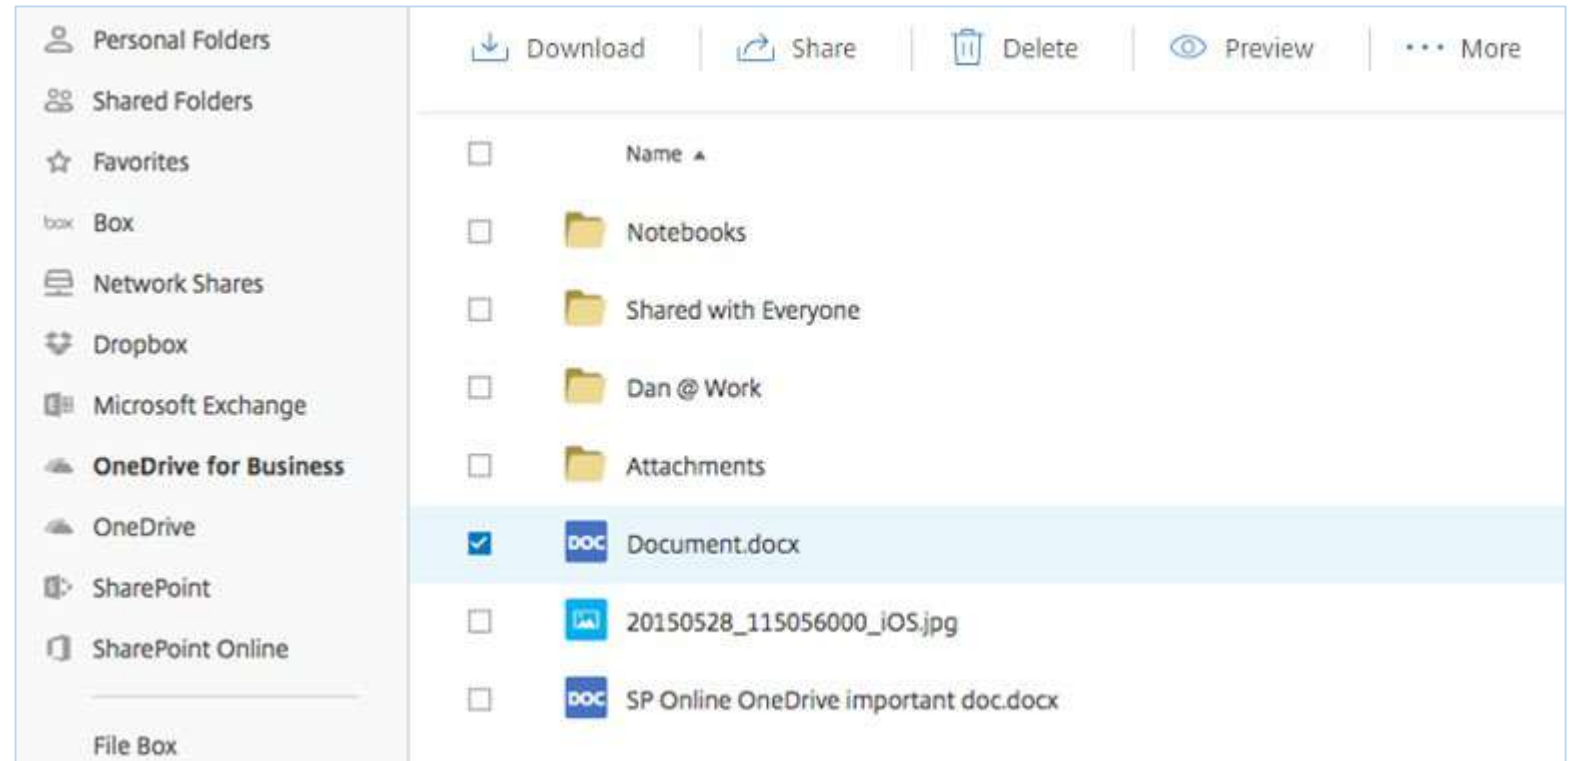 Personal Folders
Shared Folders
Favorites
box Box
Network Shares
Dropbox
Microsoft Exchange
OneDrive for Business
OneDrive
SharePoint
SharePoint Online
File Box
Download Share Delete Preview More
Name
Notebooks
Shared with Everyone
Dan @ Work
Attachments
DOC Document.docx
20150528_115056000_iOS.jpg
DOC SP Online OneDrive important doc.docx